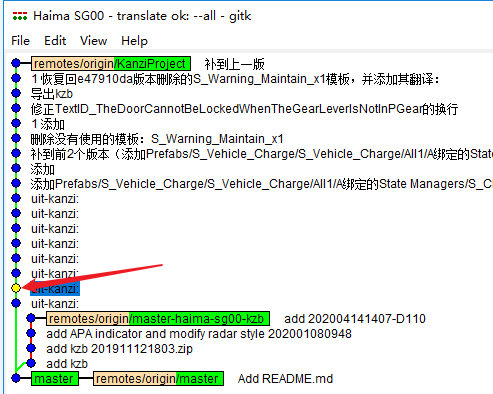 Haima SG00 - translate ok: --all - gitk
File Edit View Help
remotes/origin/KanziProject 补到上一版
1 恢复回e47910da版本删除的S_Warning_Maintain_x1模板，并添加其翻译：
导出kzb
修正TextID_TheDoorCannotBeLockedWhenTheGearLeverIsNotInPGear的换行
1 添加
删除没有使用的模板：S_Warning_Maintain_x1
补到前2个版本（添加Prefabs/S_Vehicle_Charge/S_Vehicle_Charge/All1/A绑定的Stat
添加
添加Prefabs/S_Vehicle_Charge/S_Vehicle_Charge/All1/A绑定的State Managers/S_C
uit-kanzi:
uit-kanzi:
uit-kanzi:
uit-kanzi:
uit-kanzi:
uit-kanzi:
uit-kanzi:
uit-kanzi:
remotes/origin/master-haima-sg00-kzb add 202004141407-D110
add APA indicator and modify radar style 202001080948
add kzb 201911121803.zip
add kzb
master remotes/origin/master Add README.md